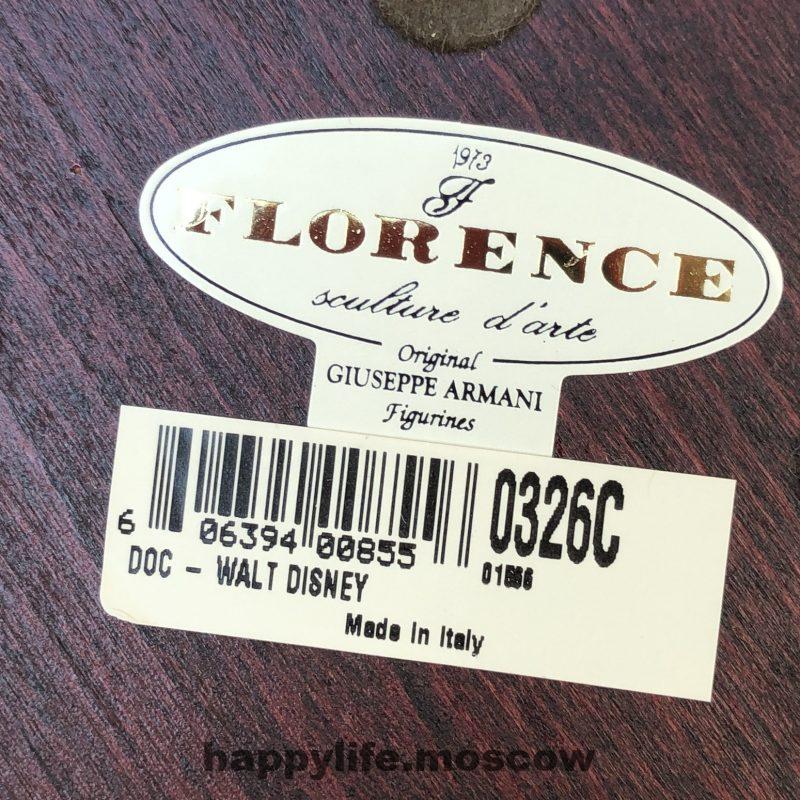 1973
FLORENCE
sculture d'arte
Original
GIUSEPPE ARMANI
Figurines
0326C
6 06394 00855
DOC - WALT DISNEY
Made In Italy
happylife.moscow